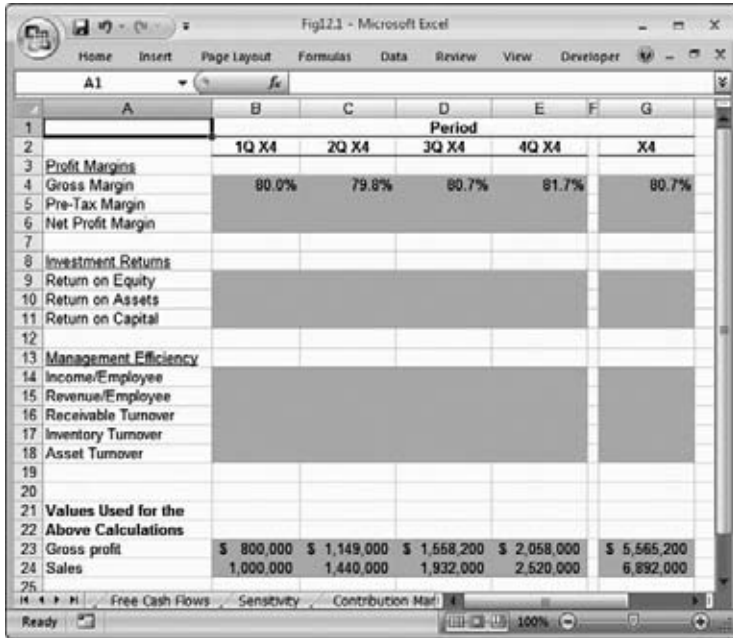 Fig12.1 - Microsoft Excel
Home Insert Page Layout Formulas Data Review View Developer
A1 fx
A B C D E F G
1 Period
2 1Q X4 2Q X4 3Q X4 4Q X4 X4
3 Profit Margins
4 Gross Margin 80.0% 79.8% 80.7% 81.7% 80.7%
5 Pre-Tax Margin
6 Net Profit Margin
7
8 Investment Returns
9 Return on Equity
10 Return on Assets
11 Return on Capital
12
13 Management Efficiency
14 Income/Employee
15 Revenue/Employee
16 Receivable Turnover
17 Inventory Turnover
18 Asset Turnover
19
20
21 Values Used for the
22 Above Calculations
23 Gross profit $ 800,000 $ 1,149,000 $ 1,558,200 $ 2,058,000 $ 5,565,200
24 Sales 1,000,000 1,440,000 1,932,000 2,520,000 6,892,000
25
Free Cash Flows Sensitivity Contribution Mar
Ready 100%